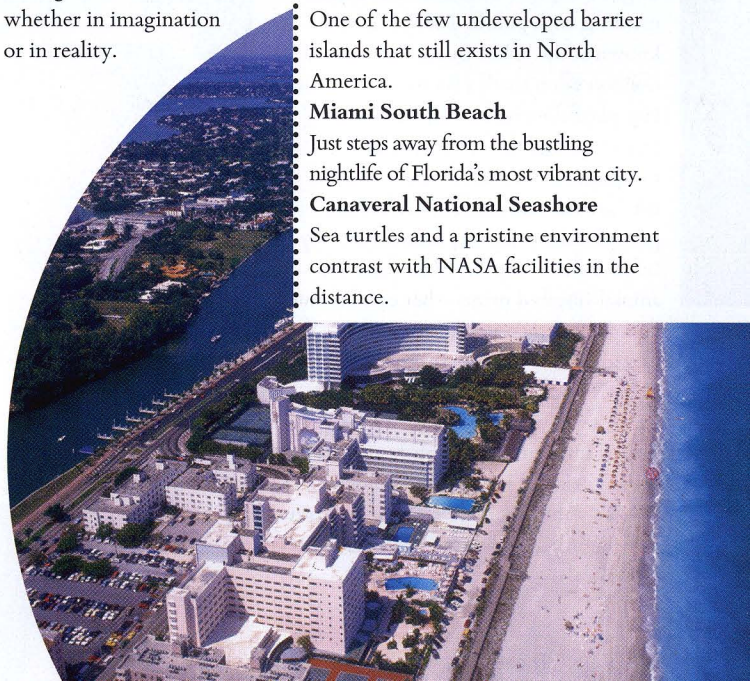 whether in imagination
or in reality.
One of the few undeveloped barrier
islands that still exists in North
America.
Miami South Beach
Just steps away from the bustling
nightlife of Florida's most vibrant city.
Canaveral National Seashore
Sea turtles and a pristine environment
contrast with NASA facilities in the
distance.